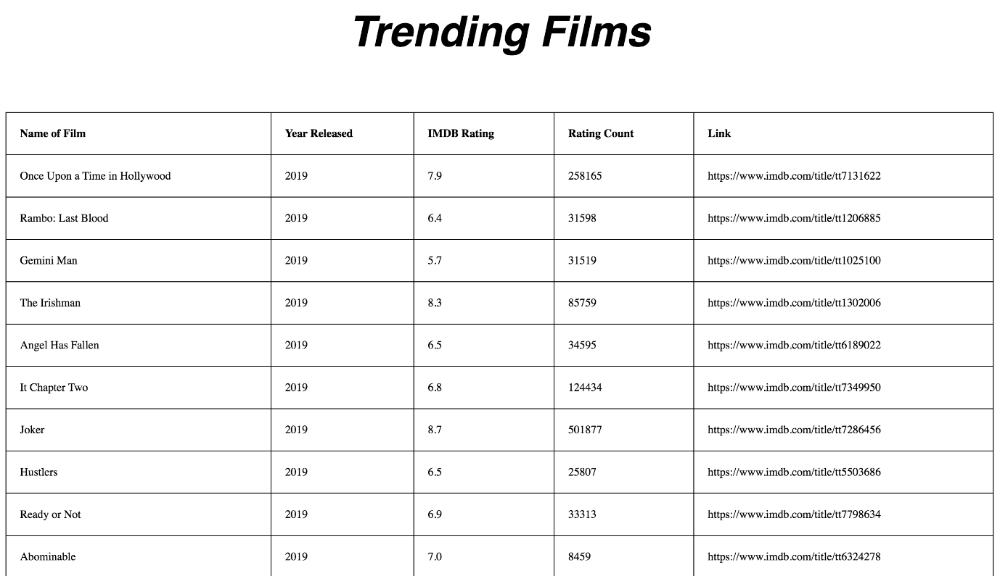 Trending Films
Name of Film Year Released IMDB Rating Rating Count Link
Once Upon a Time in Hollywood 2019 7.9 258165 https://www.imdb.com/title/tt7131622
Rambo: Last Blood 2019 6.4 31598 https://www.imdb.com/title/tt1206885
Gemini Man 2019 5.7 31519 https://www.imdb.com/title/tt1025100
The Irishman 2019 8.3 85759 https://www.imdb.com/title/tt1302006
Angel Has Fallen 2019 6.5 34595 https://www.imdb.com/title/tt6189022
It Chapter Two 2019 6.8 124434 https://www.imdb.com/title/tt7349950
Joker 2019 8.7 501877 https://www.imdb.com/title/tt7286456
Hustlers 2019 6.5 25807 https://www.imdb.com/title/tt5503686
Ready or Not 2019 6.9 33313 https://www.imdb.com/title/tt7798634
Abominable 2019 7.0 8459 https://www.imdb.com/title/tt6324278